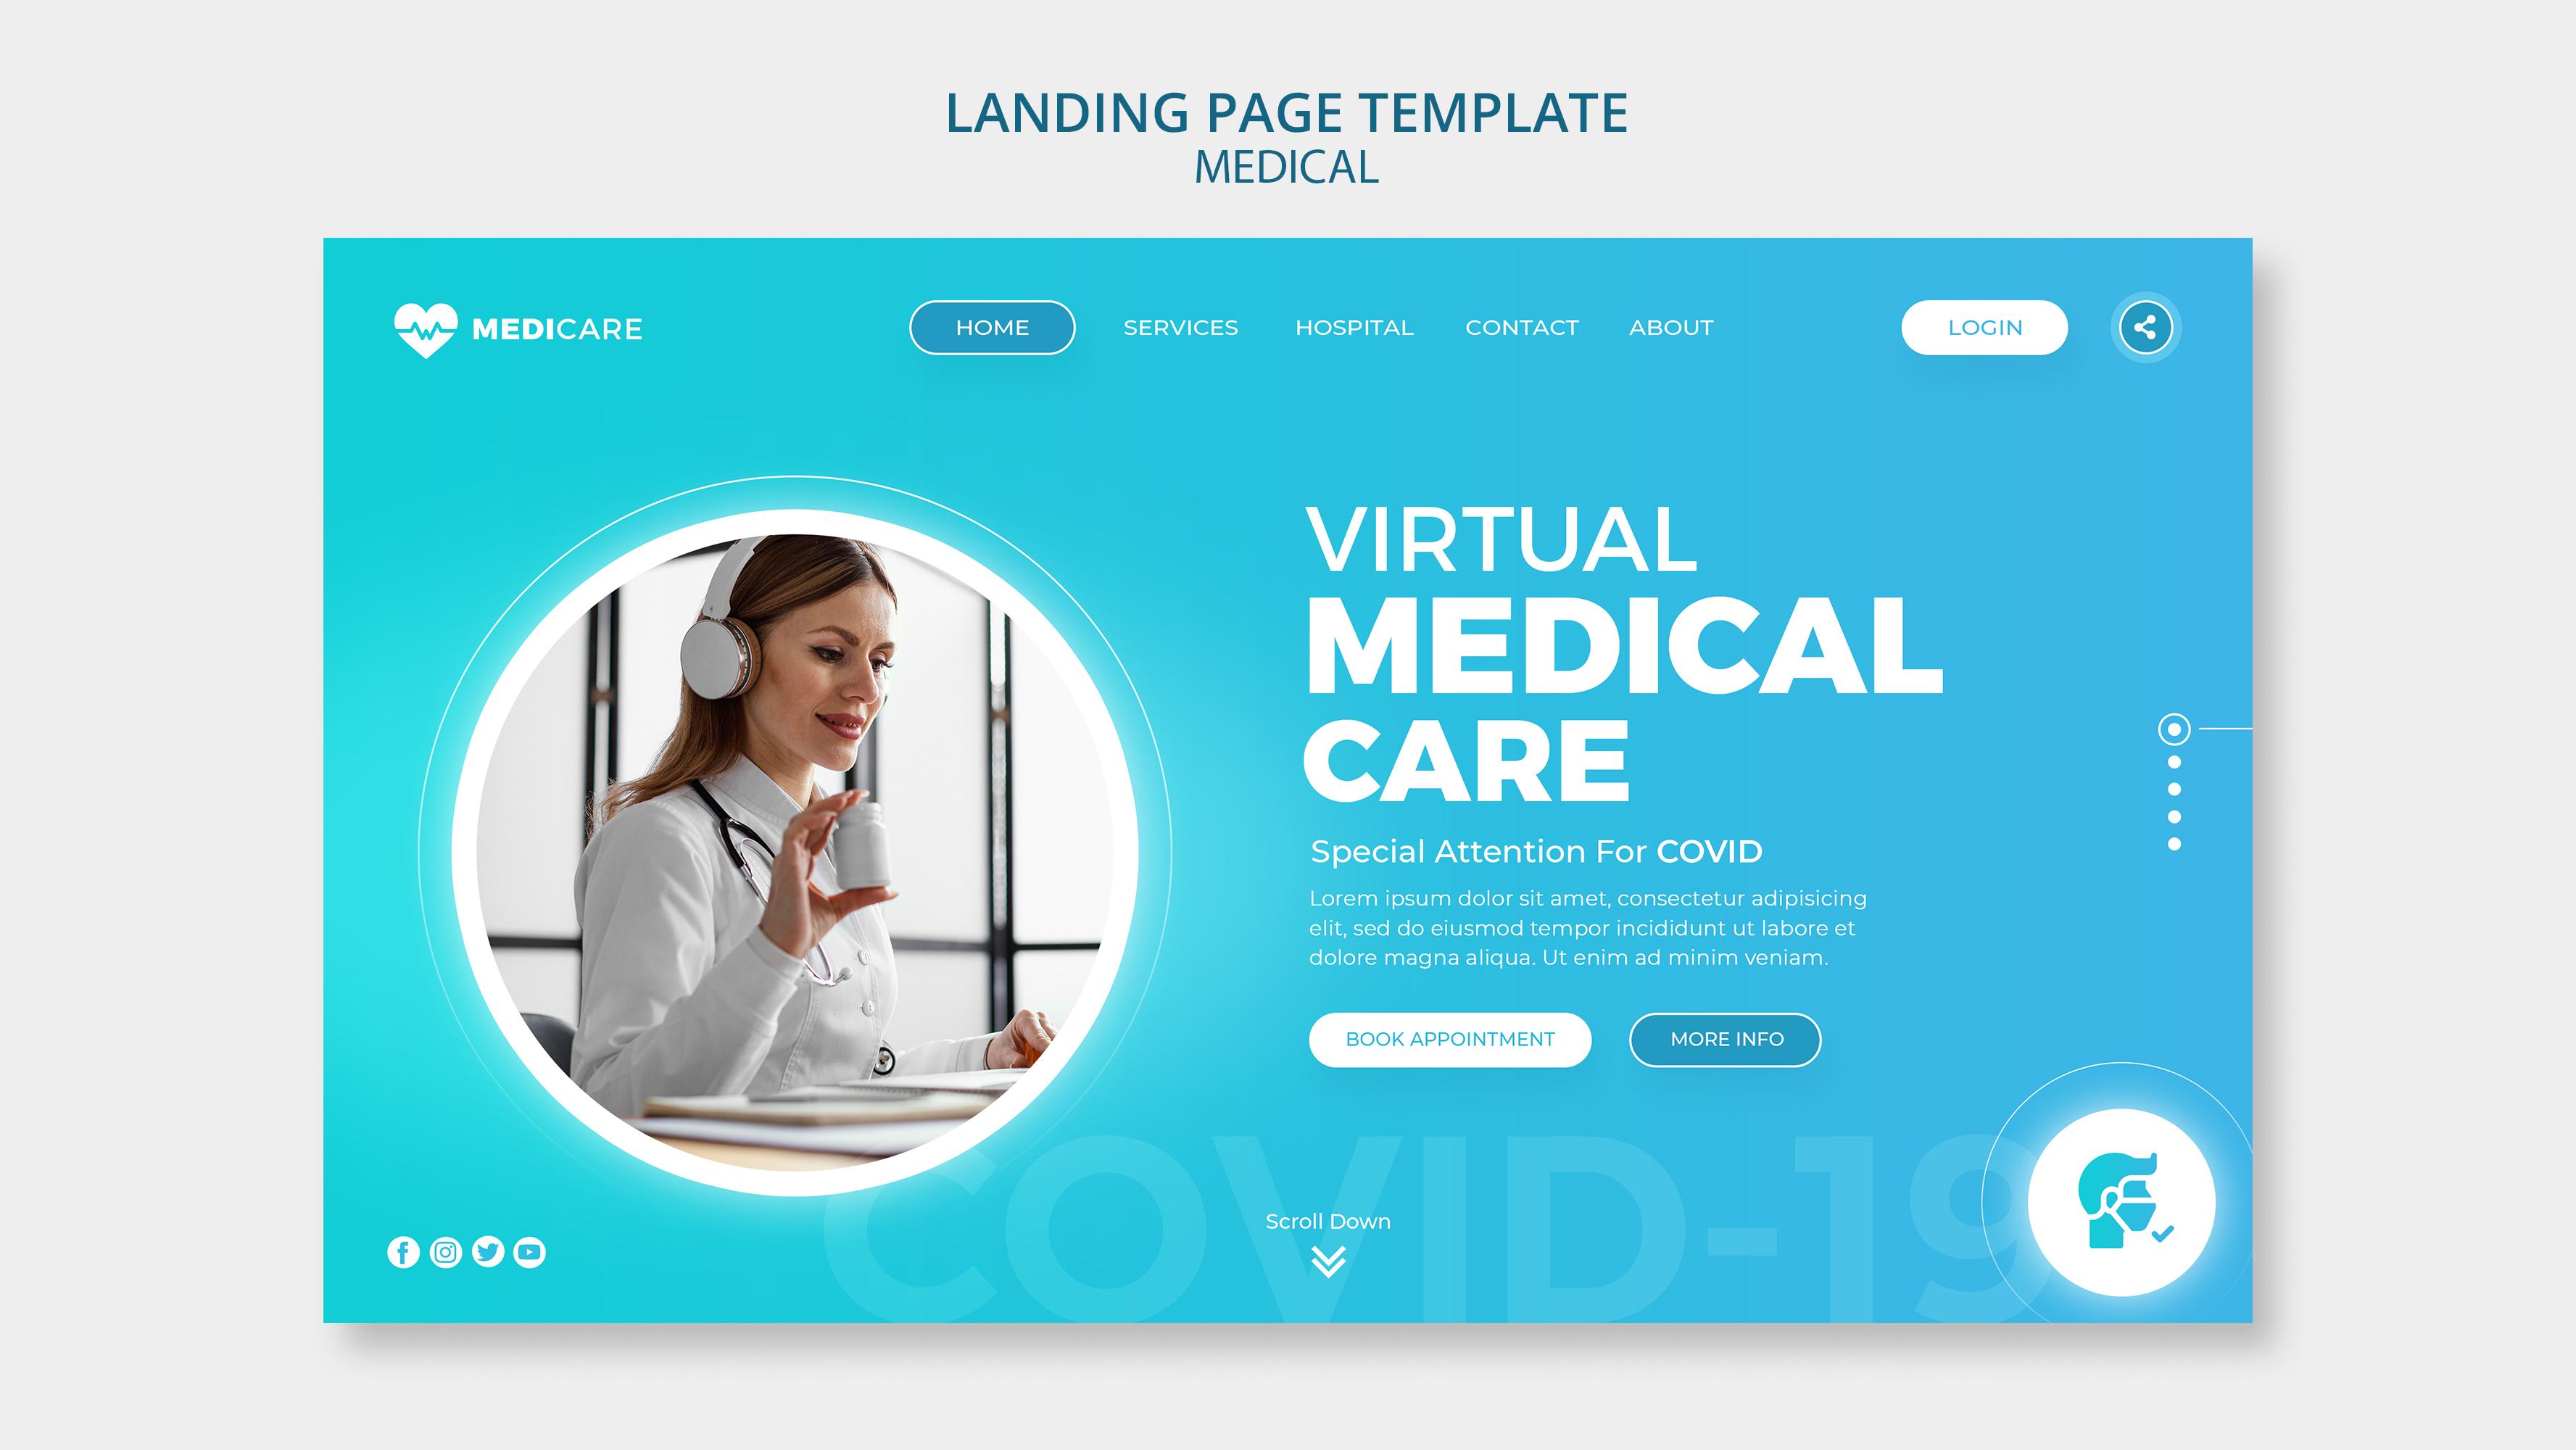 LANDING PAGE TEMPLATE
MEDICAL
MEDICARE
HOME
SERVICES
HOSPITAL
CONTACT
ABOUT
LOGIN
VIRTUAL
MEDICAL
CARE
Special Attention For COVID
Lorem ipsum dolor sit amet, consectetur adipisicing
elit, sed do eiusmod tempor incididunt ut labore et
dolore magna aliqua. Ut enim ad minim veniam.
BOOK APPOINTMENT
MORE INFO
COVID-19
Scroll Down